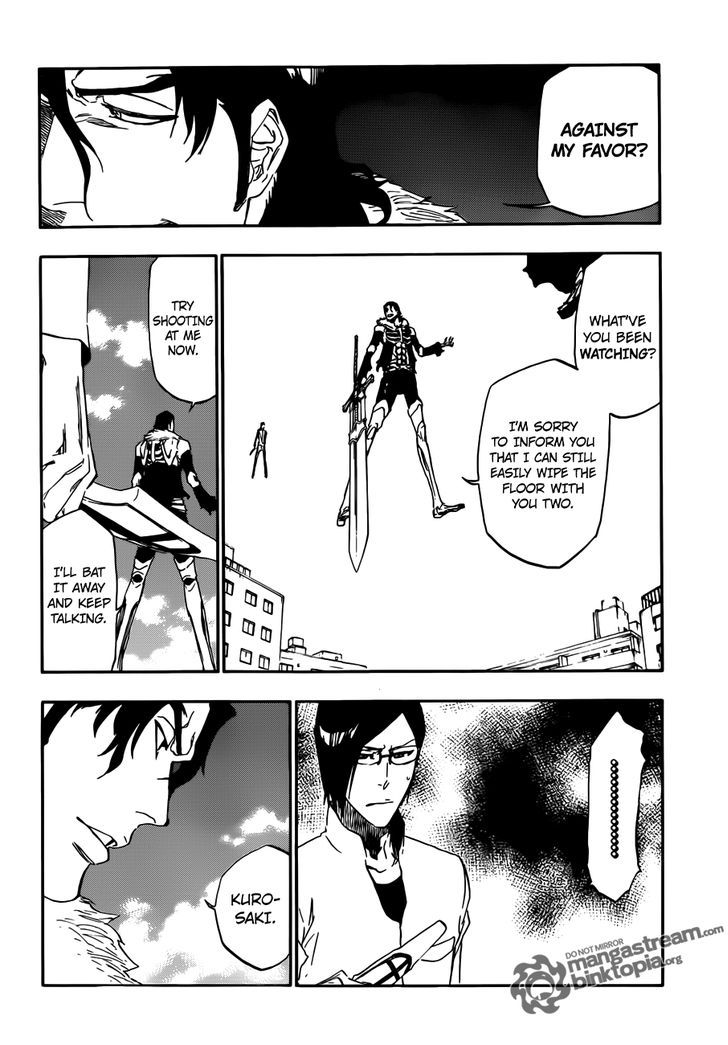 AGAINST
MY FAVOR?
WHAT'VE
YOU BEEN
WATCHING?
I'M SORRY
TO INFORM YOU
THAT I CAN STILL
EASILY WIPE THE
FLOOR WITH
YOU TWO.
TRY
SHOOTING
AT ME
NOW.
I'LL BAT
IT AWAY
AND KEEP
TALKING.
KURO-
SAKI.
DO NOT MIRROR
mangastream.com
binktopia.org